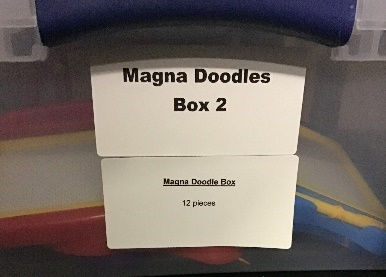 Magna Doodles
Box 2
Magna Doodle Box
12 pieces